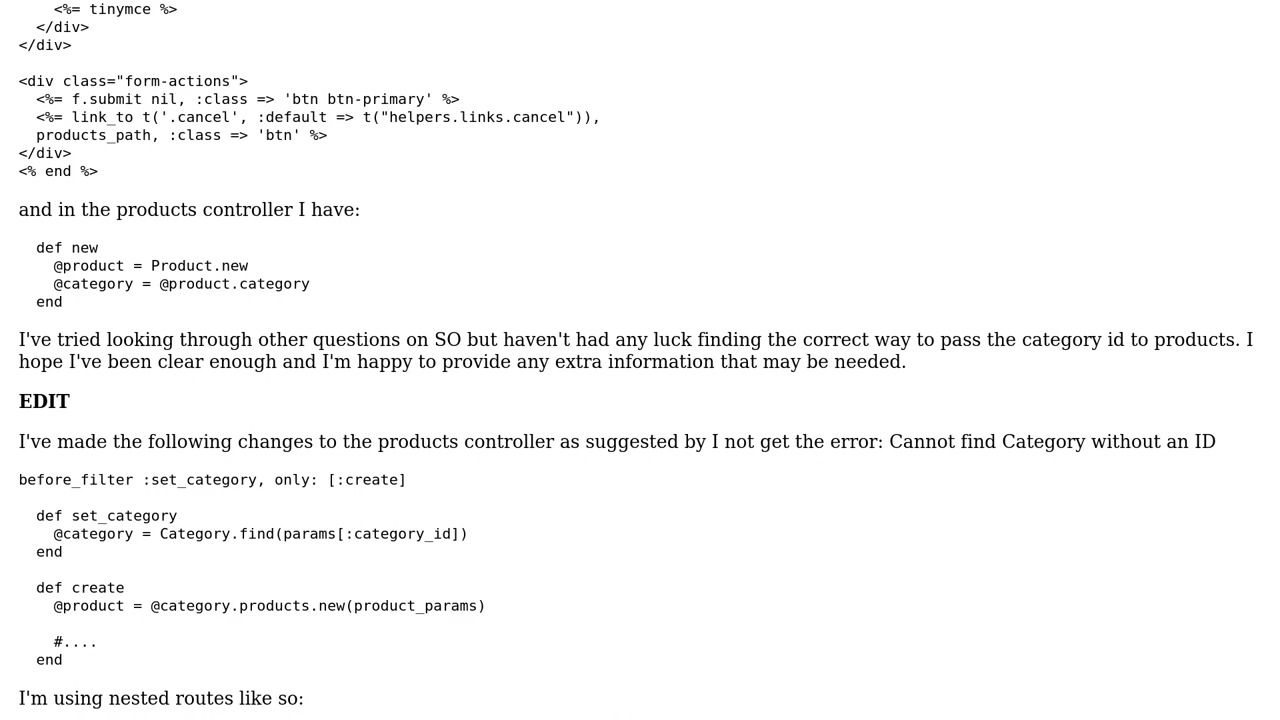 <%= tinymce %>
  </div>
</div>

<div class="form-actions">
  <%= f.submit nil, :class => 'btn btn-primary' %>
  <%= link_to t('.cancel', :default => t("helpers.links.cancel")),
  products_path, :class => 'btn' %>
</div>
<% end %>

and in the products controller I have:

  def new
    @product = Product.new
    @category = @product.category
  end

I've tried looking through other questions on SO but haven't had any luck finding the correct way to pass the category id to products. I
hope I've been clear enough and I'm happy to provide any extra information that may be needed.

EDIT

I've made the following changes to the products controller as suggested by I not get the error: Cannot find Category without an ID

before_filter :set_category, only: [:create]

  def set_category
    @category = Category.find(params[:category_id])
  end

  def create
    @product = @category.products.new(product_params)

    #....
  end

I'm using nested routes like so: